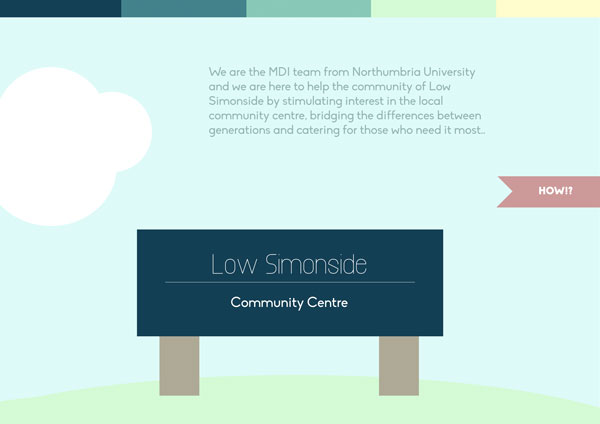 We are the MDI team from Northumbria University
and we are here to help the community of Low
Simonside by stimulating interest in the local
community centre, bridging the differences between
generations and catering for those who need it most..
HOW!?
Low Simonside
Community Centre